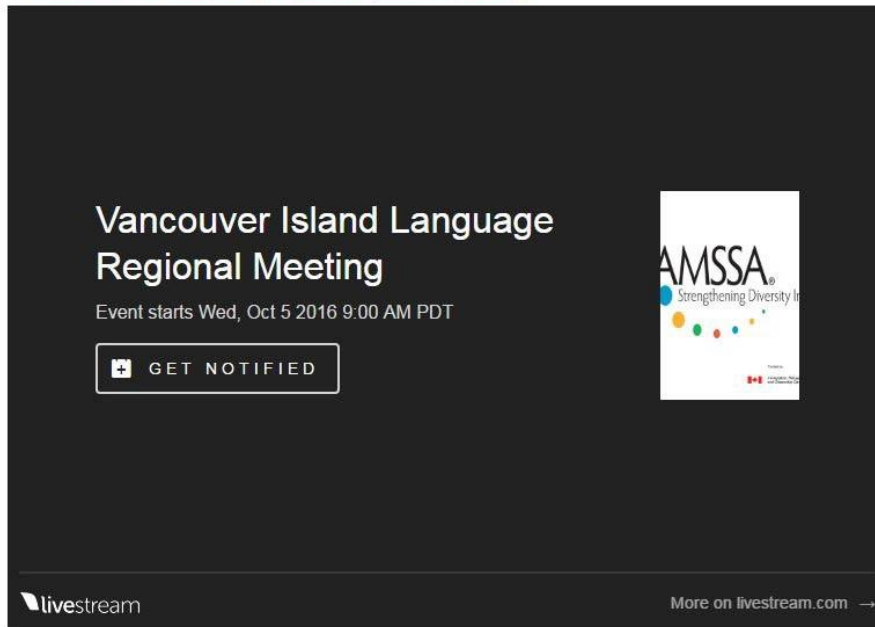 Vancouver Island Language
Regional Meeting
Event starts Wed, Oct 5 2016 9:00 AM PDT
GET NOTIFIED
AMSSA®
Strengthening Diversity
livestream
More on livestream.com →